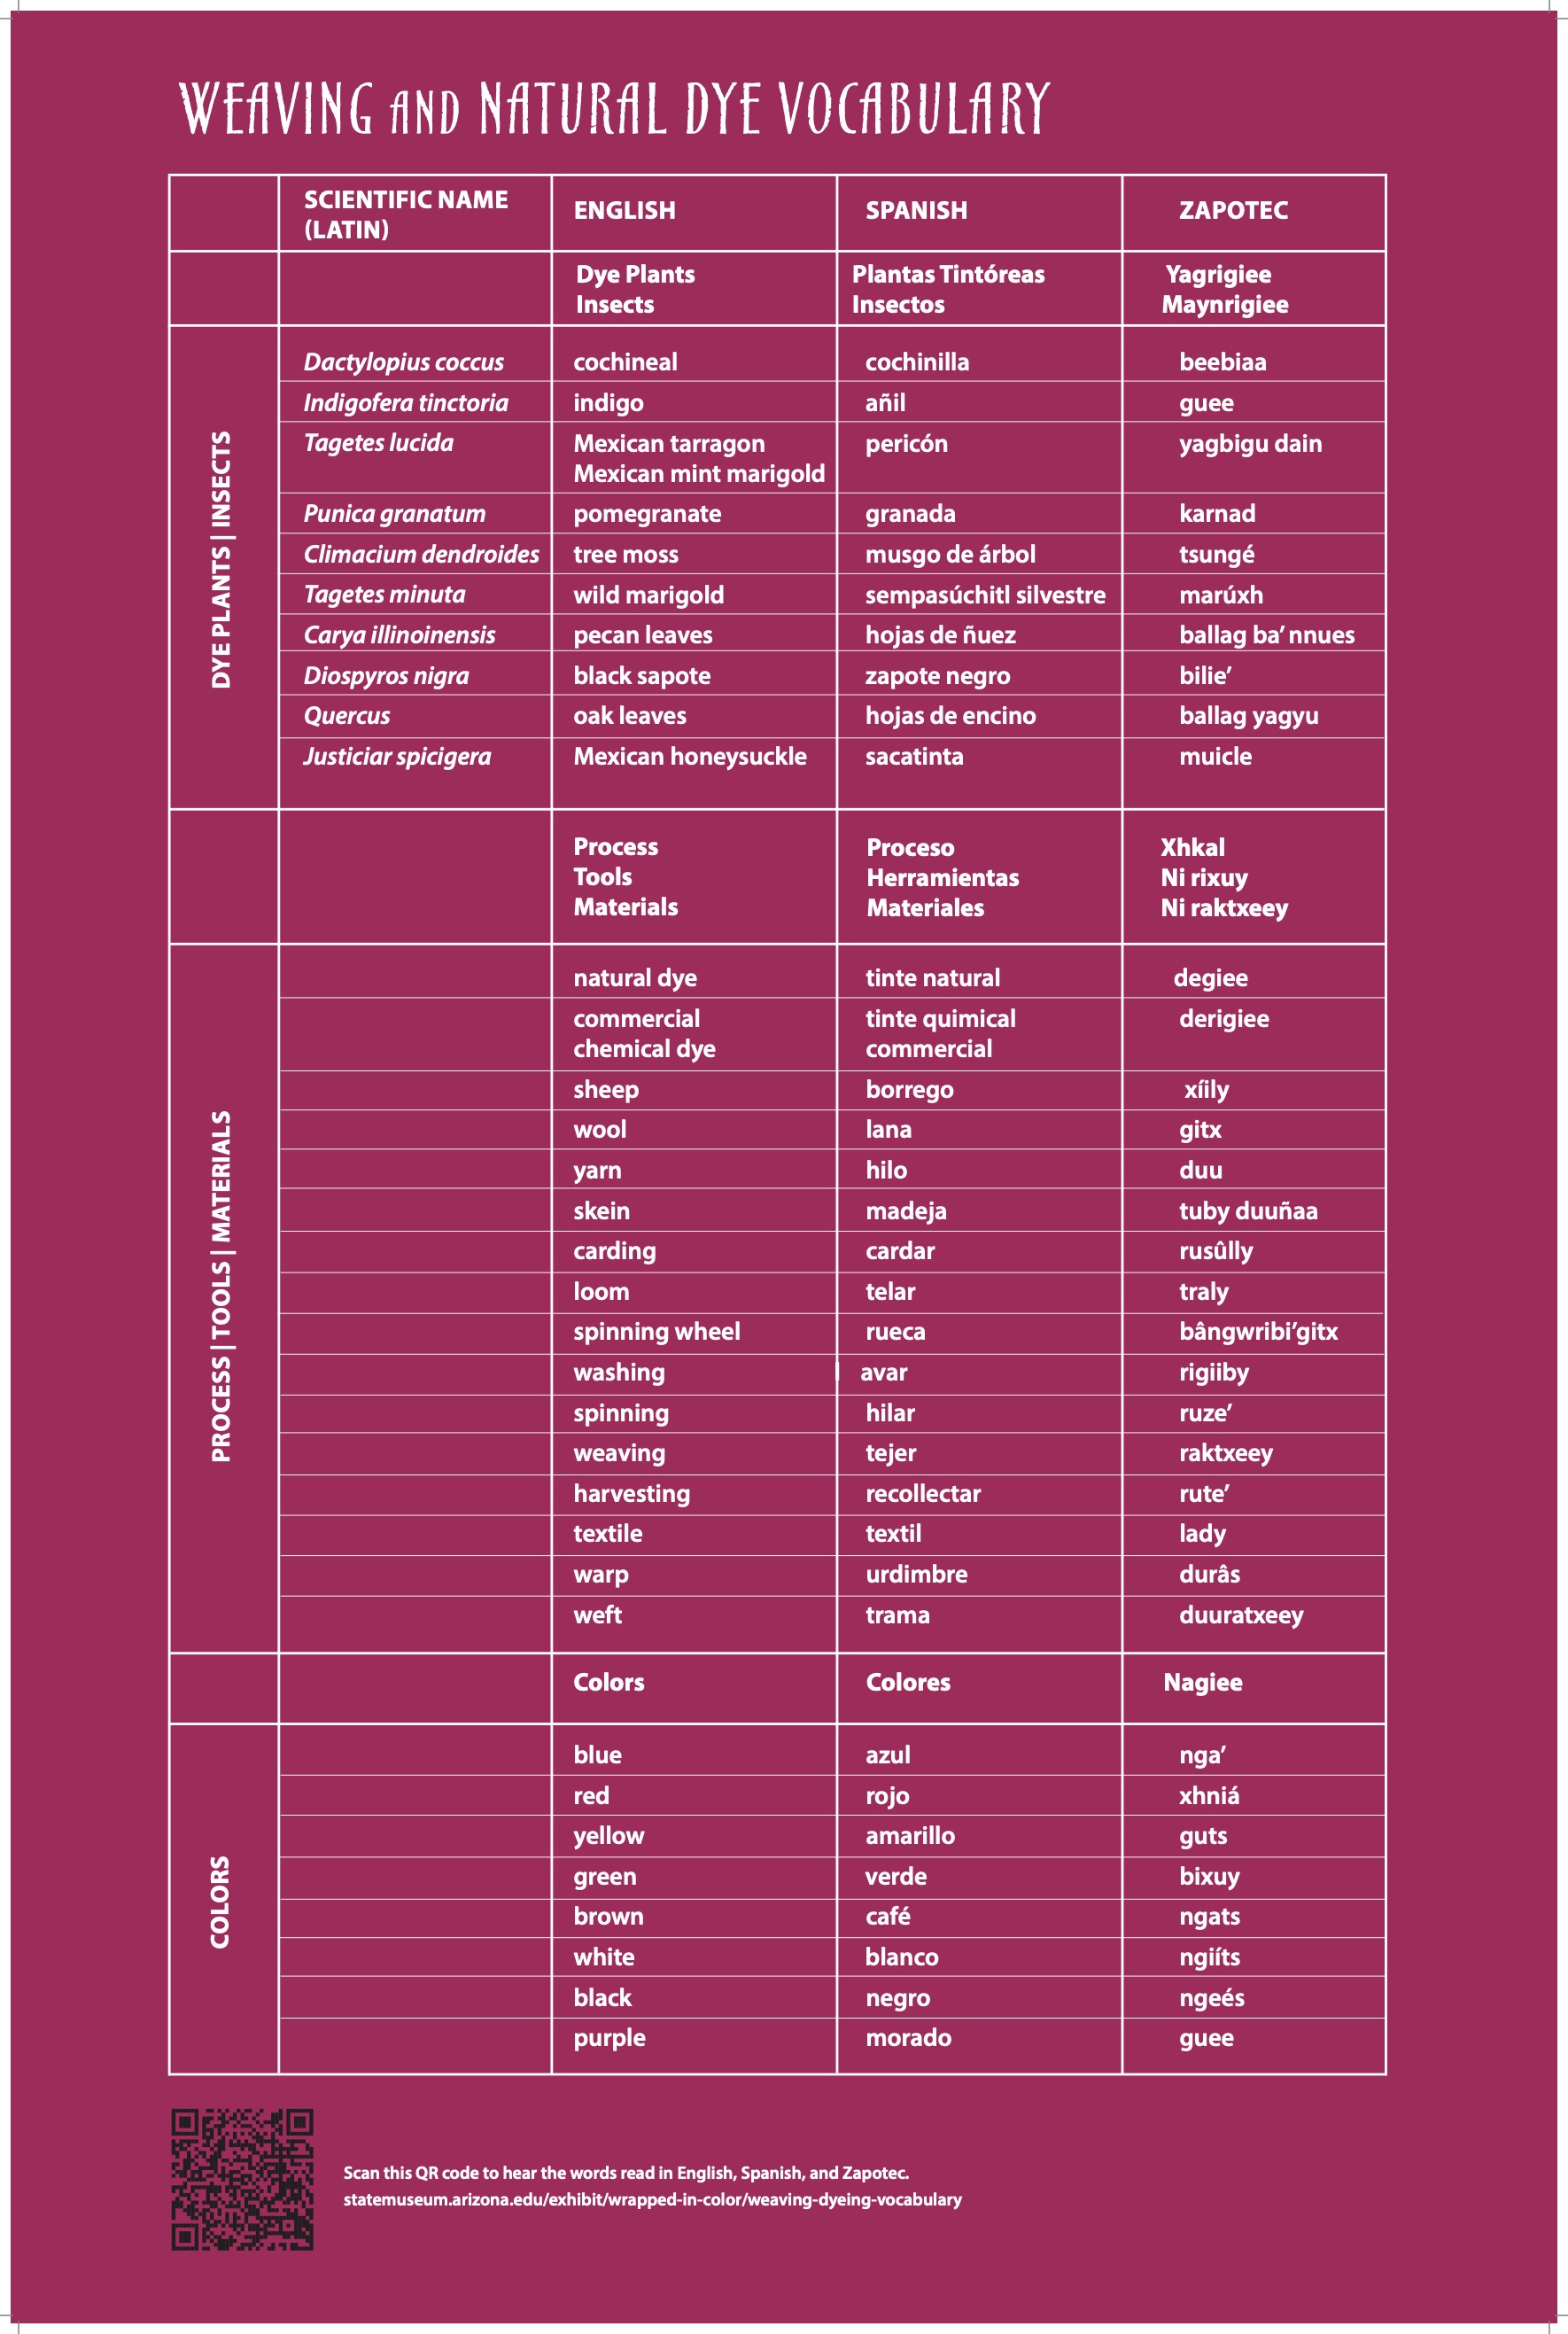 WEAVING AND NATURAL DYE VOCABULARY
SCIENTIFIC NAME (LATIN) ENGLISH SPANISH ZAPOTEC
Dye Plants Plantas Tintóreas Yagrigiee
Insects Insectos Maynrigiee
DYE PLANTS | INSECTS
Dactylopius coccus cochineal cochinilla beebiaa
Indigofera tinctoria indigo añil guee
Tagetes lucida Mexican tarragon pericón yagbigu dain
Mexican mint marigold
Punica granatum pomegranate granada karnad
Climacium dendroides tree moss musgo de árbol tsungé
Tagetes minuta wild marigold sempasúchitl silvestre marúxh
Carya illinoinensis pecan leaves hojas de ñuez ballag ba’ nnues
Diospyros nigra black sapote zapote negro bilie’
Quercus oak leaves hojas de encino ballag yagyu
Justiciar spicigera Mexican honeysuckle sacatinta muicle
Process Proceso Xhkal
Tools Herramientas Ni rixuy
Materials Materiales Ni raktxeey
PROCESS | TOOLS | MATERIALS
natural dye tinte natural degiee
commercial tinte quimical derigiee
chemical dye commercial
sheep borrego xíily
wool lana gitx
yarn hilo duu
skein madeja tuby duuñaa
carding cardar rusûlly
loom telar traly
spinning wheel rueca bângwribi’gitx
washing l avar rigiiby
spinning hilar ruze’
weaving tejer raktxeey
harvesting recollectar rute’
textile textil lady
warp urdimbre durâs
weft trama duuratxeey
Colors Colores Nagiee
COLORS
blue azul nga’
red rojo xhniá
yellow amarillo guts
green verde bixuy
brown café ngats
white blanco ngiíts
black negro ngeés
purple morado guee
Scan this QR code to hear the words read in English, Spanish, and Zapotec.
statemuseum.arizona.edu/exhibit/wrapped-in-color/weaving-dyeing-vocabulary